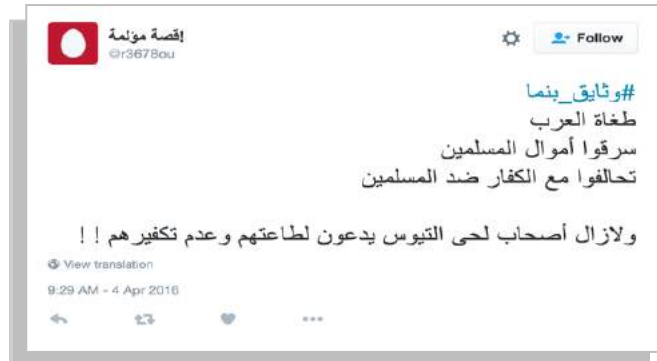 إقصة مؤلمة
@r3678ou
Follow
#وثايق_بنما
طغاة العرب
سرقوا أموال المسلمين
تحالفوا مع الكفار ضد المسلمين
ولازال أصحاب لحى التيوس يدعون لطاعتهم وعدم تكفيرهم ! !
View translation
9:29 AM - 4 Apr 2016